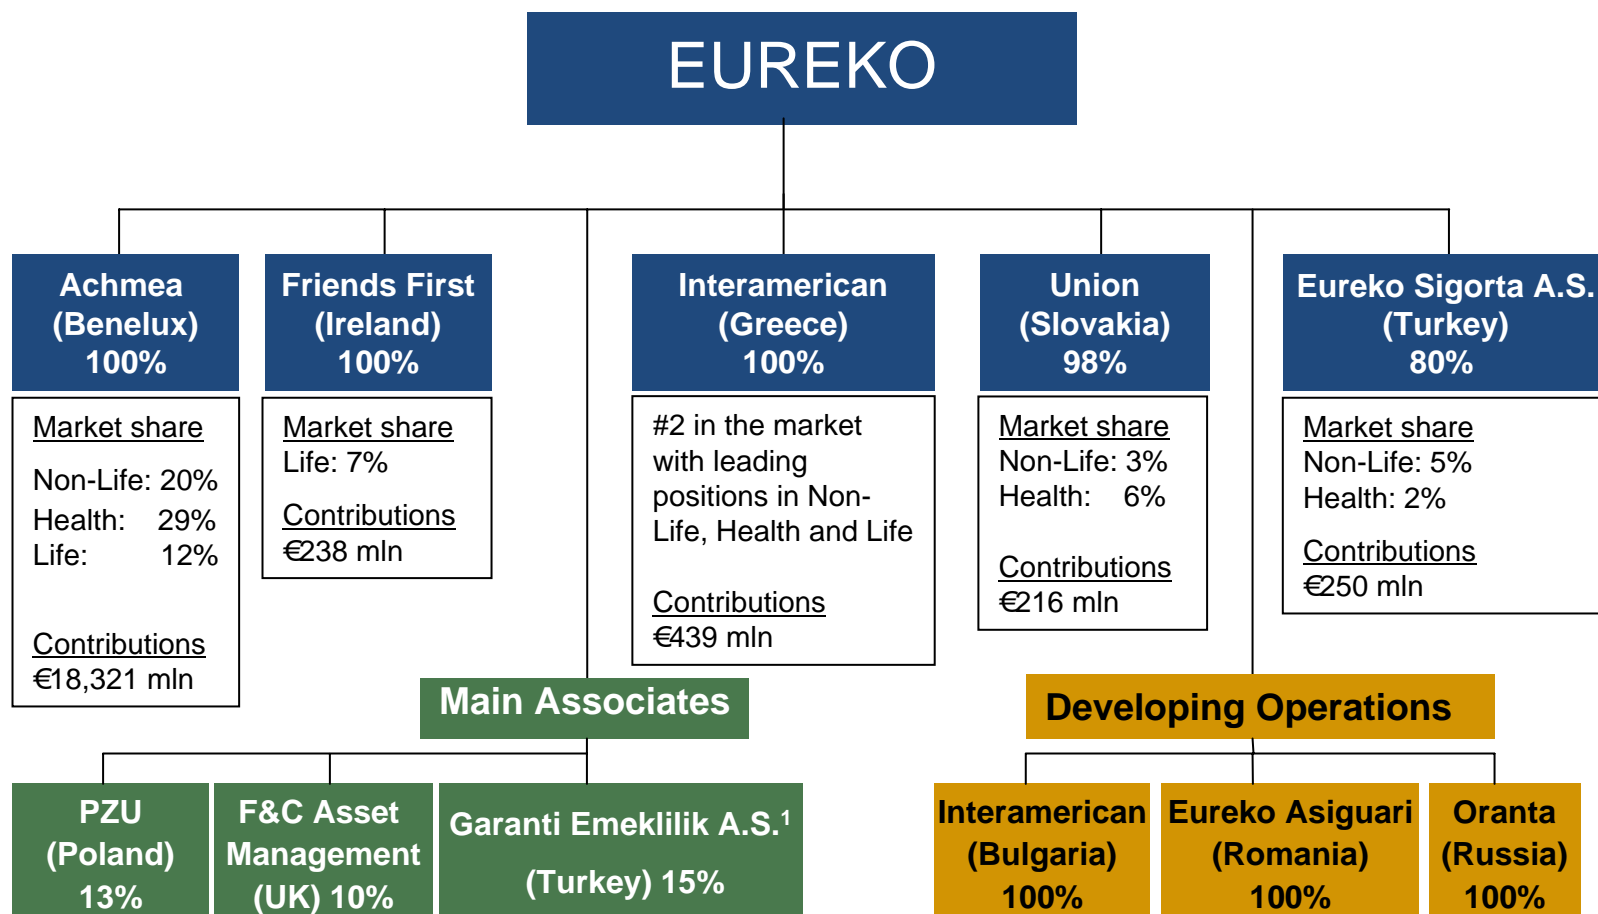 EUREKO
Achmea
(Benelux)
100%
Market share
Non-Life: 20%
Health: 29%
Life: 12%
Contributions
€18,321 mln
Friends First
(Ireland)
100%
Market share
Life: 7%
Contributions
€238 mln
Interamerican
(Greece)
100%
#2 in the market
with leading
positions in Non-
Life, Health and Life
Contributions
€439 mln
Union
(Slovakia)
98%
Market share
Non-Life: 3%
Health: 6%
Contributions
€216 mln
Eureko Sigorta A.S.
(Turkey)
80%
Market share
Non-Life: 5%
Health: 2%
Contributions
€250 mln
Main Associates
PZU
(Poland)
13%
F&C Asset
Management
(UK) 10%
Garanti Emeklilik A.S.¹
(Turkey) 15%
Developing Operations
Interamerican
(Bulgaria)
100%
Eureko Asiguari
(Romania)
100%
Oranta
(Russia)
100%